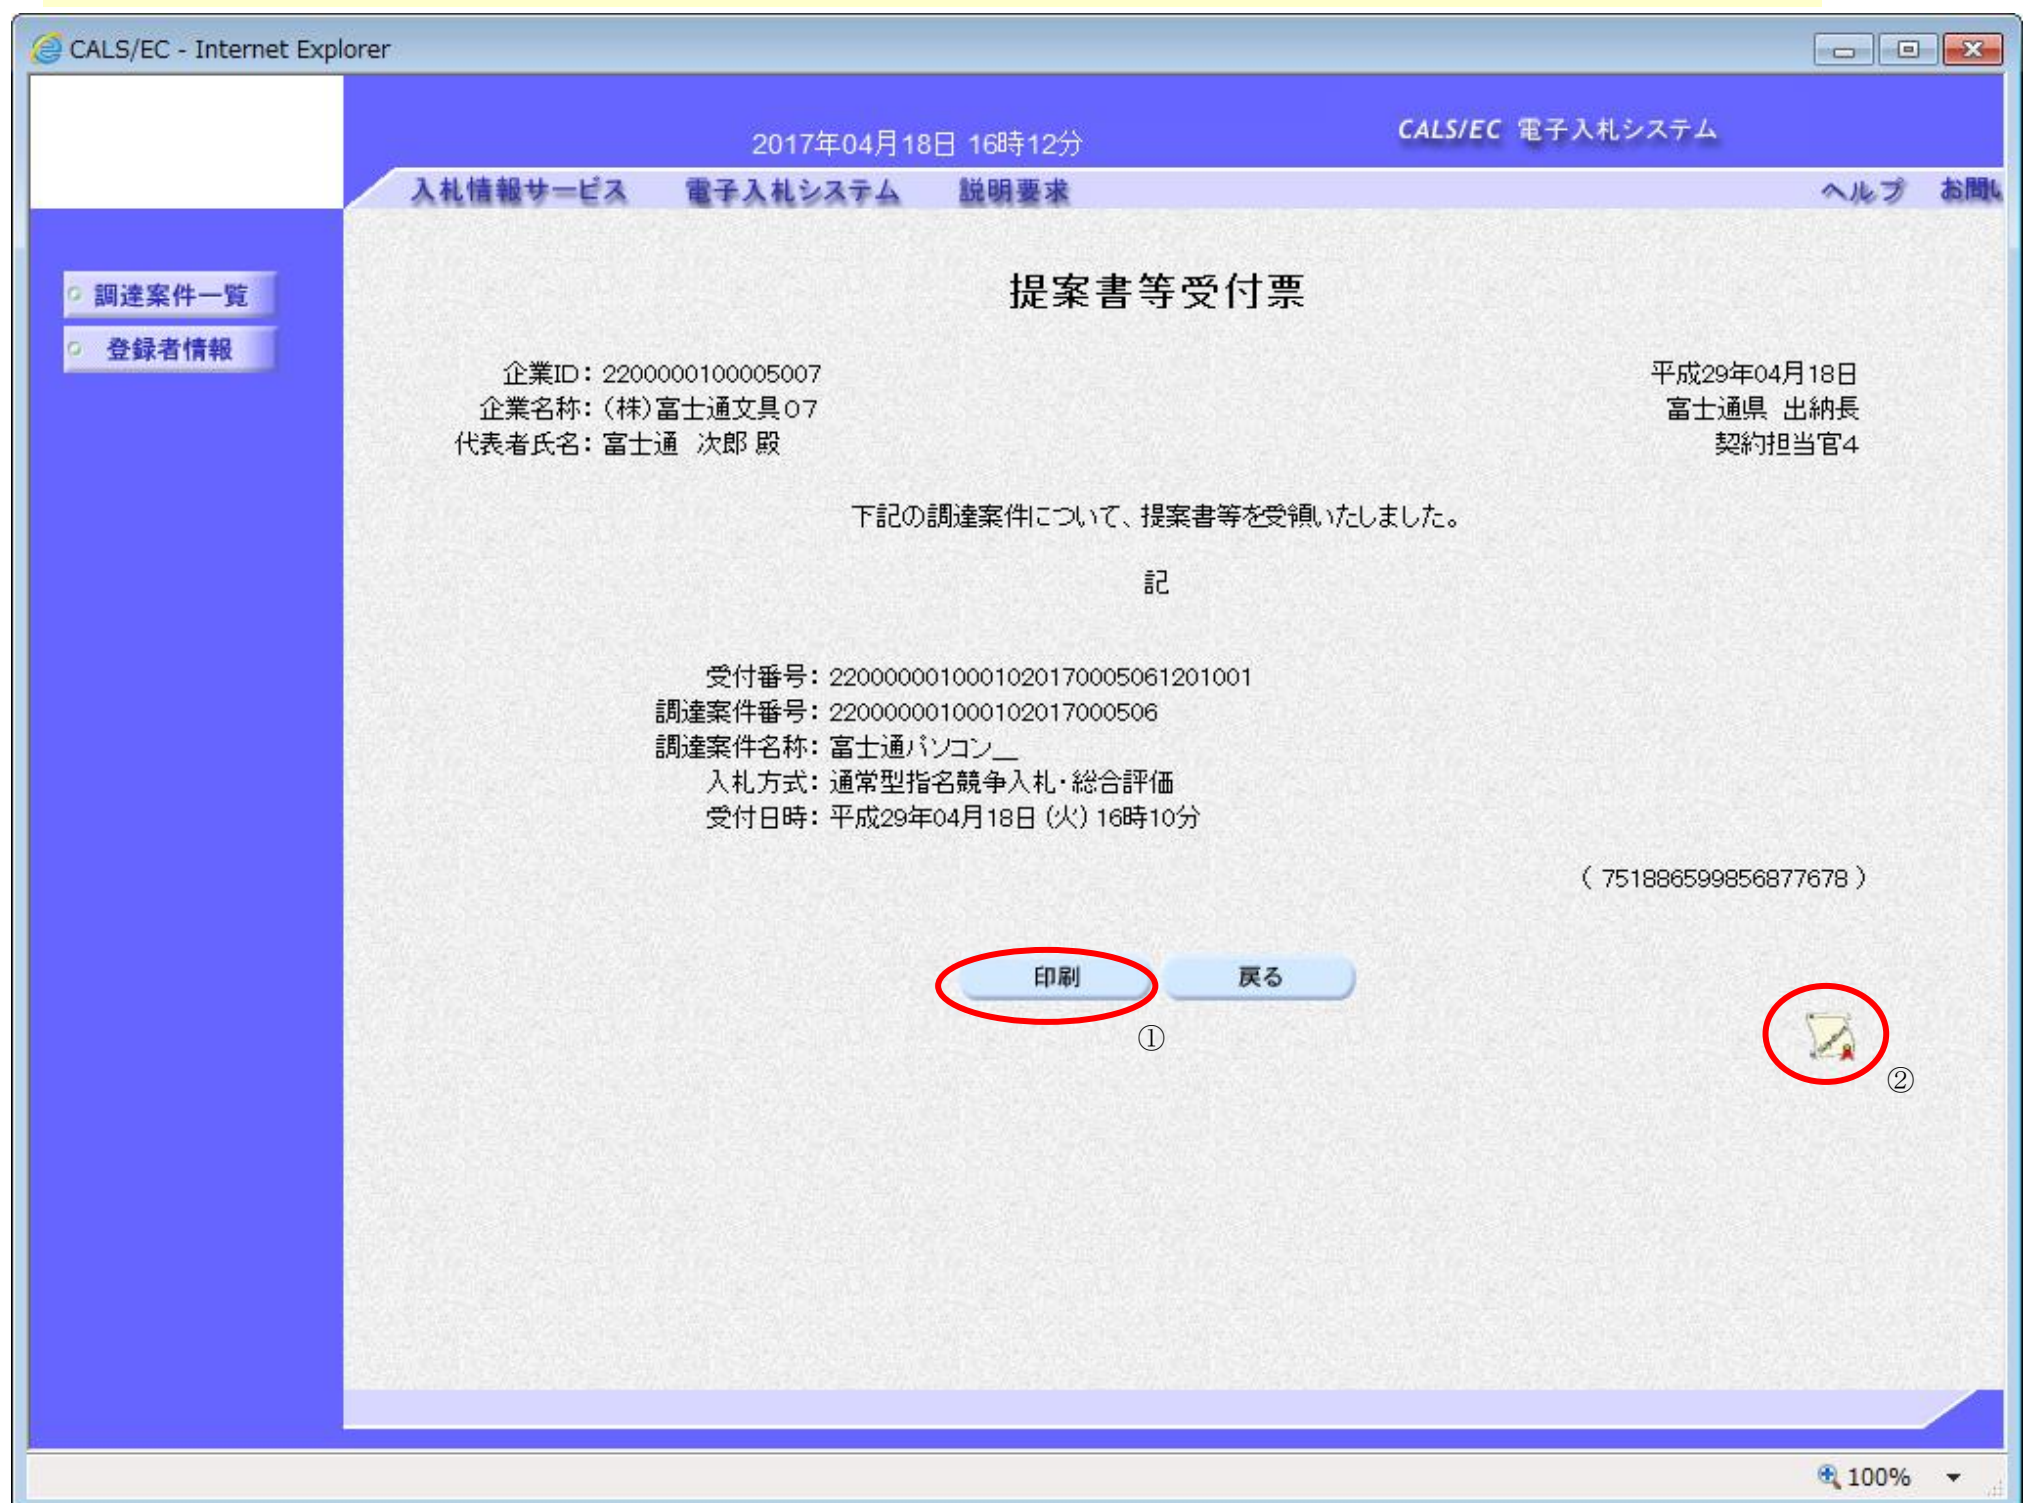 CALS/EC - Internet Explorer
2017年04月18日 16時12分
CALS/EC 電子入札システム
入札情報サービス 電子入札システム 説明要求 ヘルプ お問い
調達案件一覧
登録者情報
提案書等受付票
企業ID：2200000100005007
企業名称：（株）富士通文具０７
代表者氏名：富士通 次郎 殿
平成29年04月18日
富士通県 出納長
契約担当官４
下記の調達案件について、提案書等を受領いたしました。
記
受付番号：2200000010001020170005061201001
調達案件番号：220000001000102017000506
調達案件名称：富士通パソコン＿
入札方式：通常型指名競争入札・総合評価
受付日時：平成29年04月18日（火）16時10分
（ 751886599856877678 ）
印刷 戻る
①
②
100%